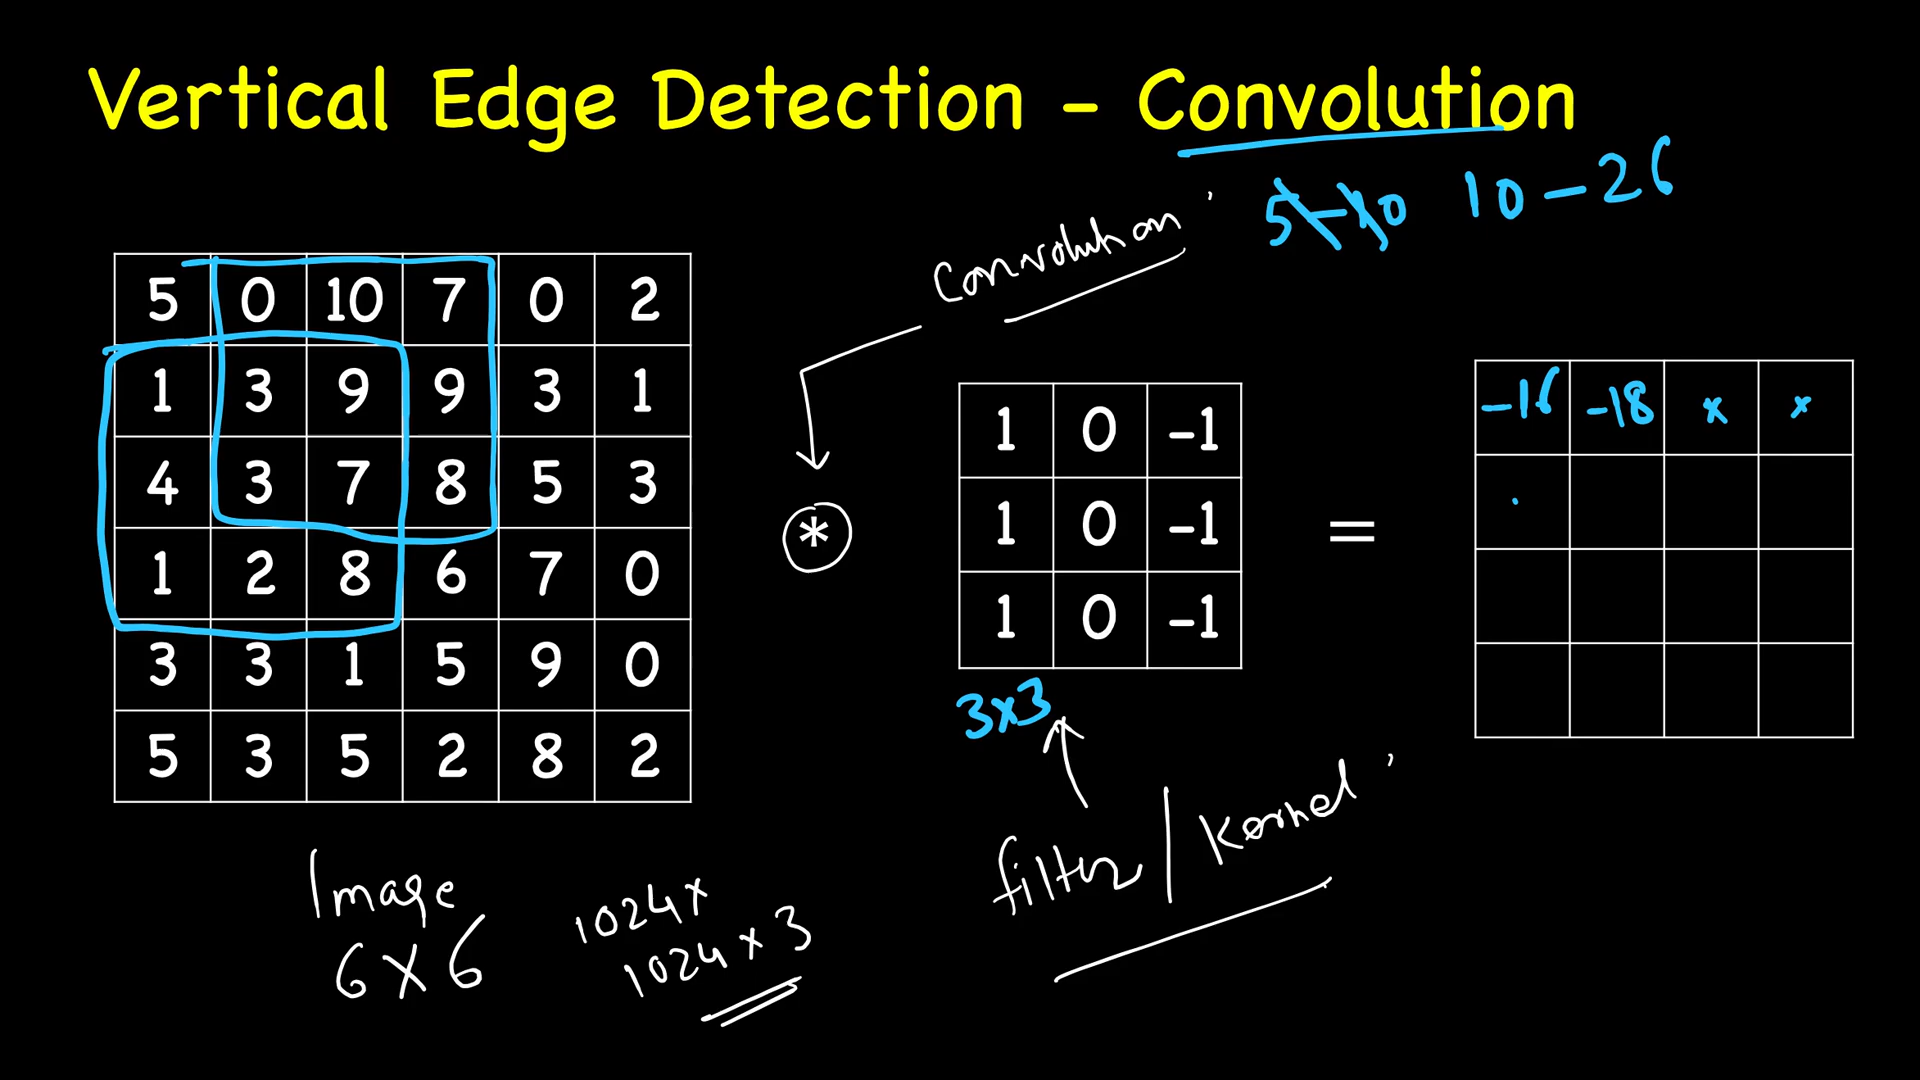 Vertical Edge Detection - Convolution
5-10 10-26
Convolution
5 0 10 7 0 2
1 3 9 9 3 1
4 3 7 8 5 3
1 2 8 6 7 0
3 3 1 5 9 0
5 3 5 2 8 2
*
1 0 -1
1 0 -1
1 0 -1
=
-16 -18 x x
3x3
filter/Kernel
Image
6x6
1024x
1024x3